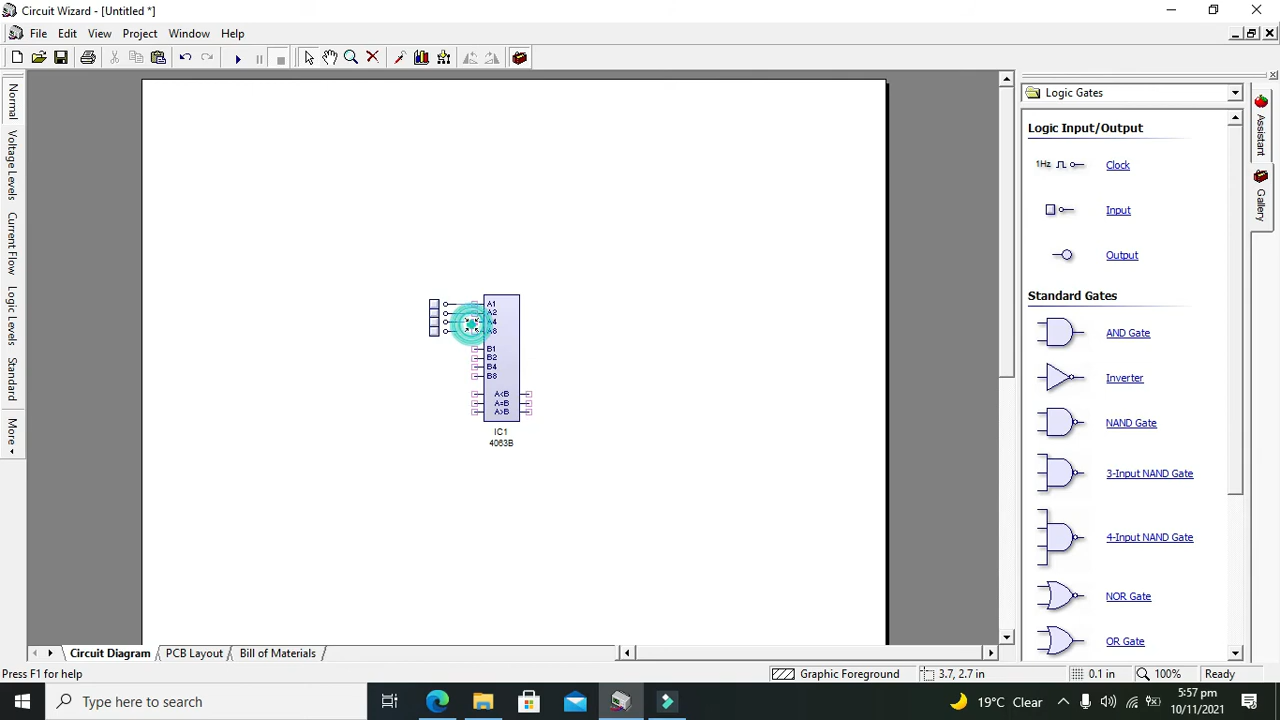 Circuit Wizard - [Untitled *]
File Edit View Project Window Help
Normal
Voltage Levels
Current Flow
Logic Levels
Standard
More
A1
A2
A4
A8
B1
B2
B4
B8
A<B
A=B
A>B
IC1
4063B
Logic Gates
Logic Input/Output
1Hz Clock
Input
Output
Standard Gates
AND Gate
Inverter
NAND Gate
3-Input NAND Gate
4-Input NAND Gate
NOR Gate
OR Gate
Assistant
Gallery
Circuit Diagram PCB Layout Bill of Materials
Press F1 for help Graphic Foreground 3.7, 2.7 in 0.1 in 100% Ready
Type here to search 19°C Clear 5:57 pm
10/11/2021